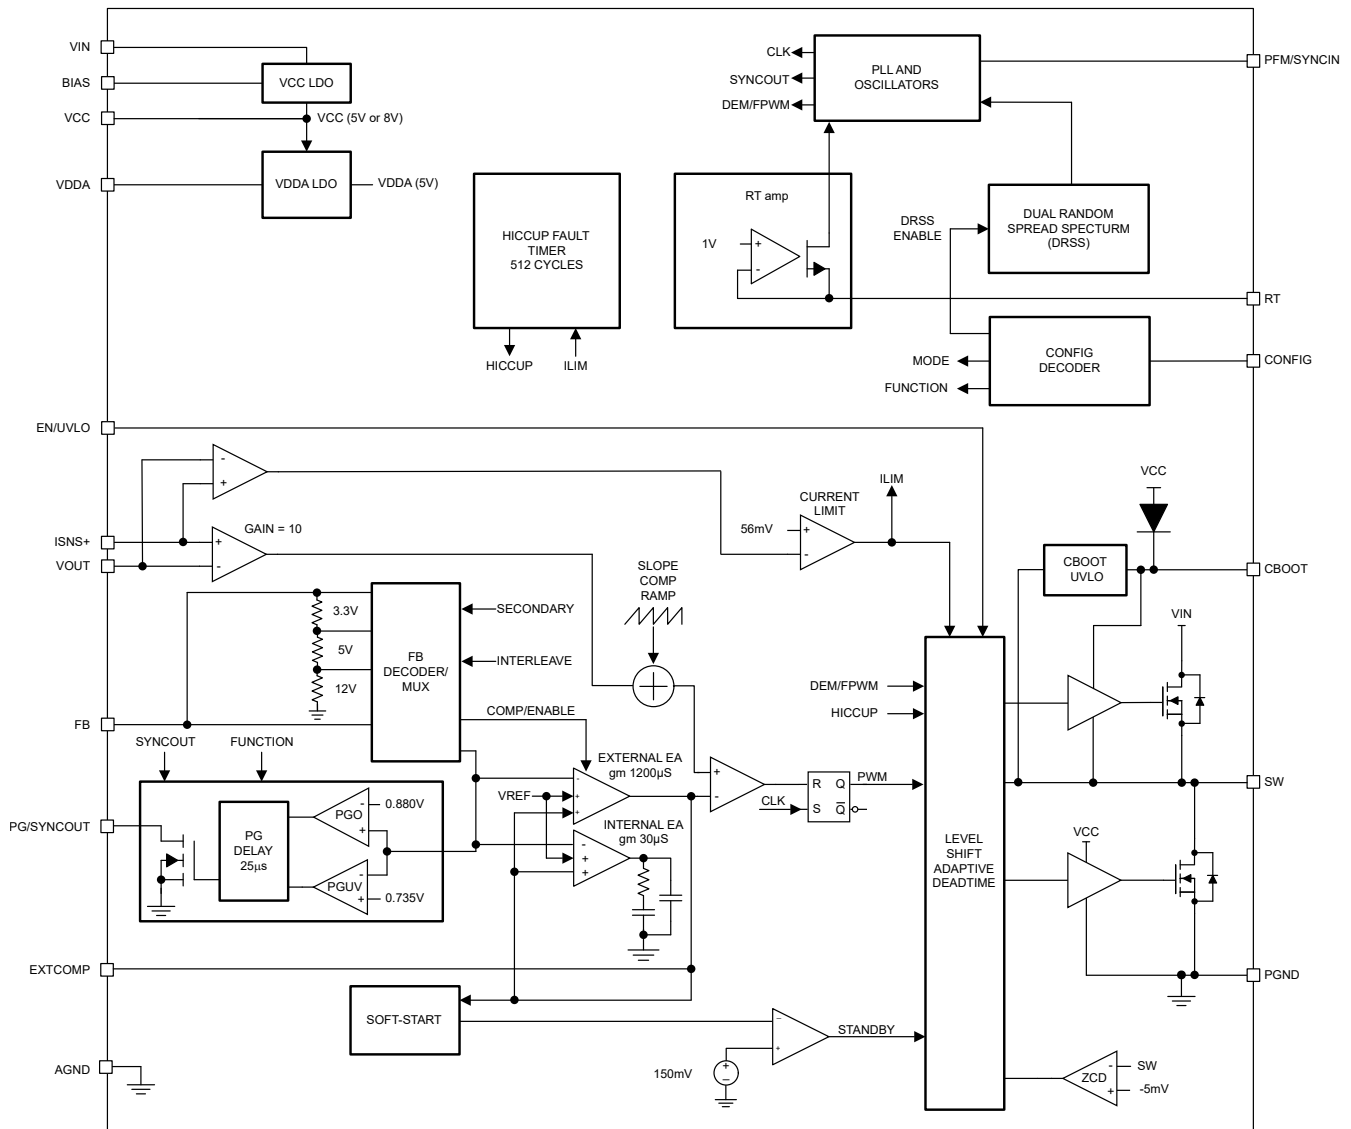 VIN
BIAS
VCC
VDDA
VCC LDO
VCC (5V or 8V)
VDDA LDO
VDDA (5V)
HICCUP FAULT
TIMER
512 CYCLES
HICCUP
ILIM
CLK
SYNCOUT
DEM/FPWM
PLL AND
OSCILLATORS
PFM/SYNCIN
RT amp
1V
+
-
DRSS
ENABLE
DUAL RANDOM
SPREAD SPECTURM
(DRSS)
RT
MODE
FUNCTION
CONFIG
DECODER
CONFIG
EN/UVLO
-
+
ISNS+
VOUT
GAIN = 10
+
-
56mV
CURRENT
LIMIT
+
-
ILIM
VCC
CBOOT
UVLO
CBOOT
SLOPE
COMP
RAMP
3.3V
5V
12V
FB
DECODER/
MUX
SECONDARY
INTERLEAVE
COMP/ENABLE
FB
SYNCOUT
FUNCTION
PG/SYNCOUT
PG
DELAY
25µs
PGO
-
+
0.880V
PGUV
-
+
0.735V
VREF
EXTERNAL EA
gm 1200µS
-
+
+
INTERNAL EA
gm 30µS
-
+
+
+
-
CLK
R
Q
S
Q̅
PWM
DEM/FPWM
HICCUP
LEVEL
SHIFT
ADAPTIVE
DEADTIME
VIN
SW
VCC
PGND
EXTCOMP
SOFT-START
–
+
150mV
+
–
STANDBY
ZCD
-
+
SW
-5mV
AGND